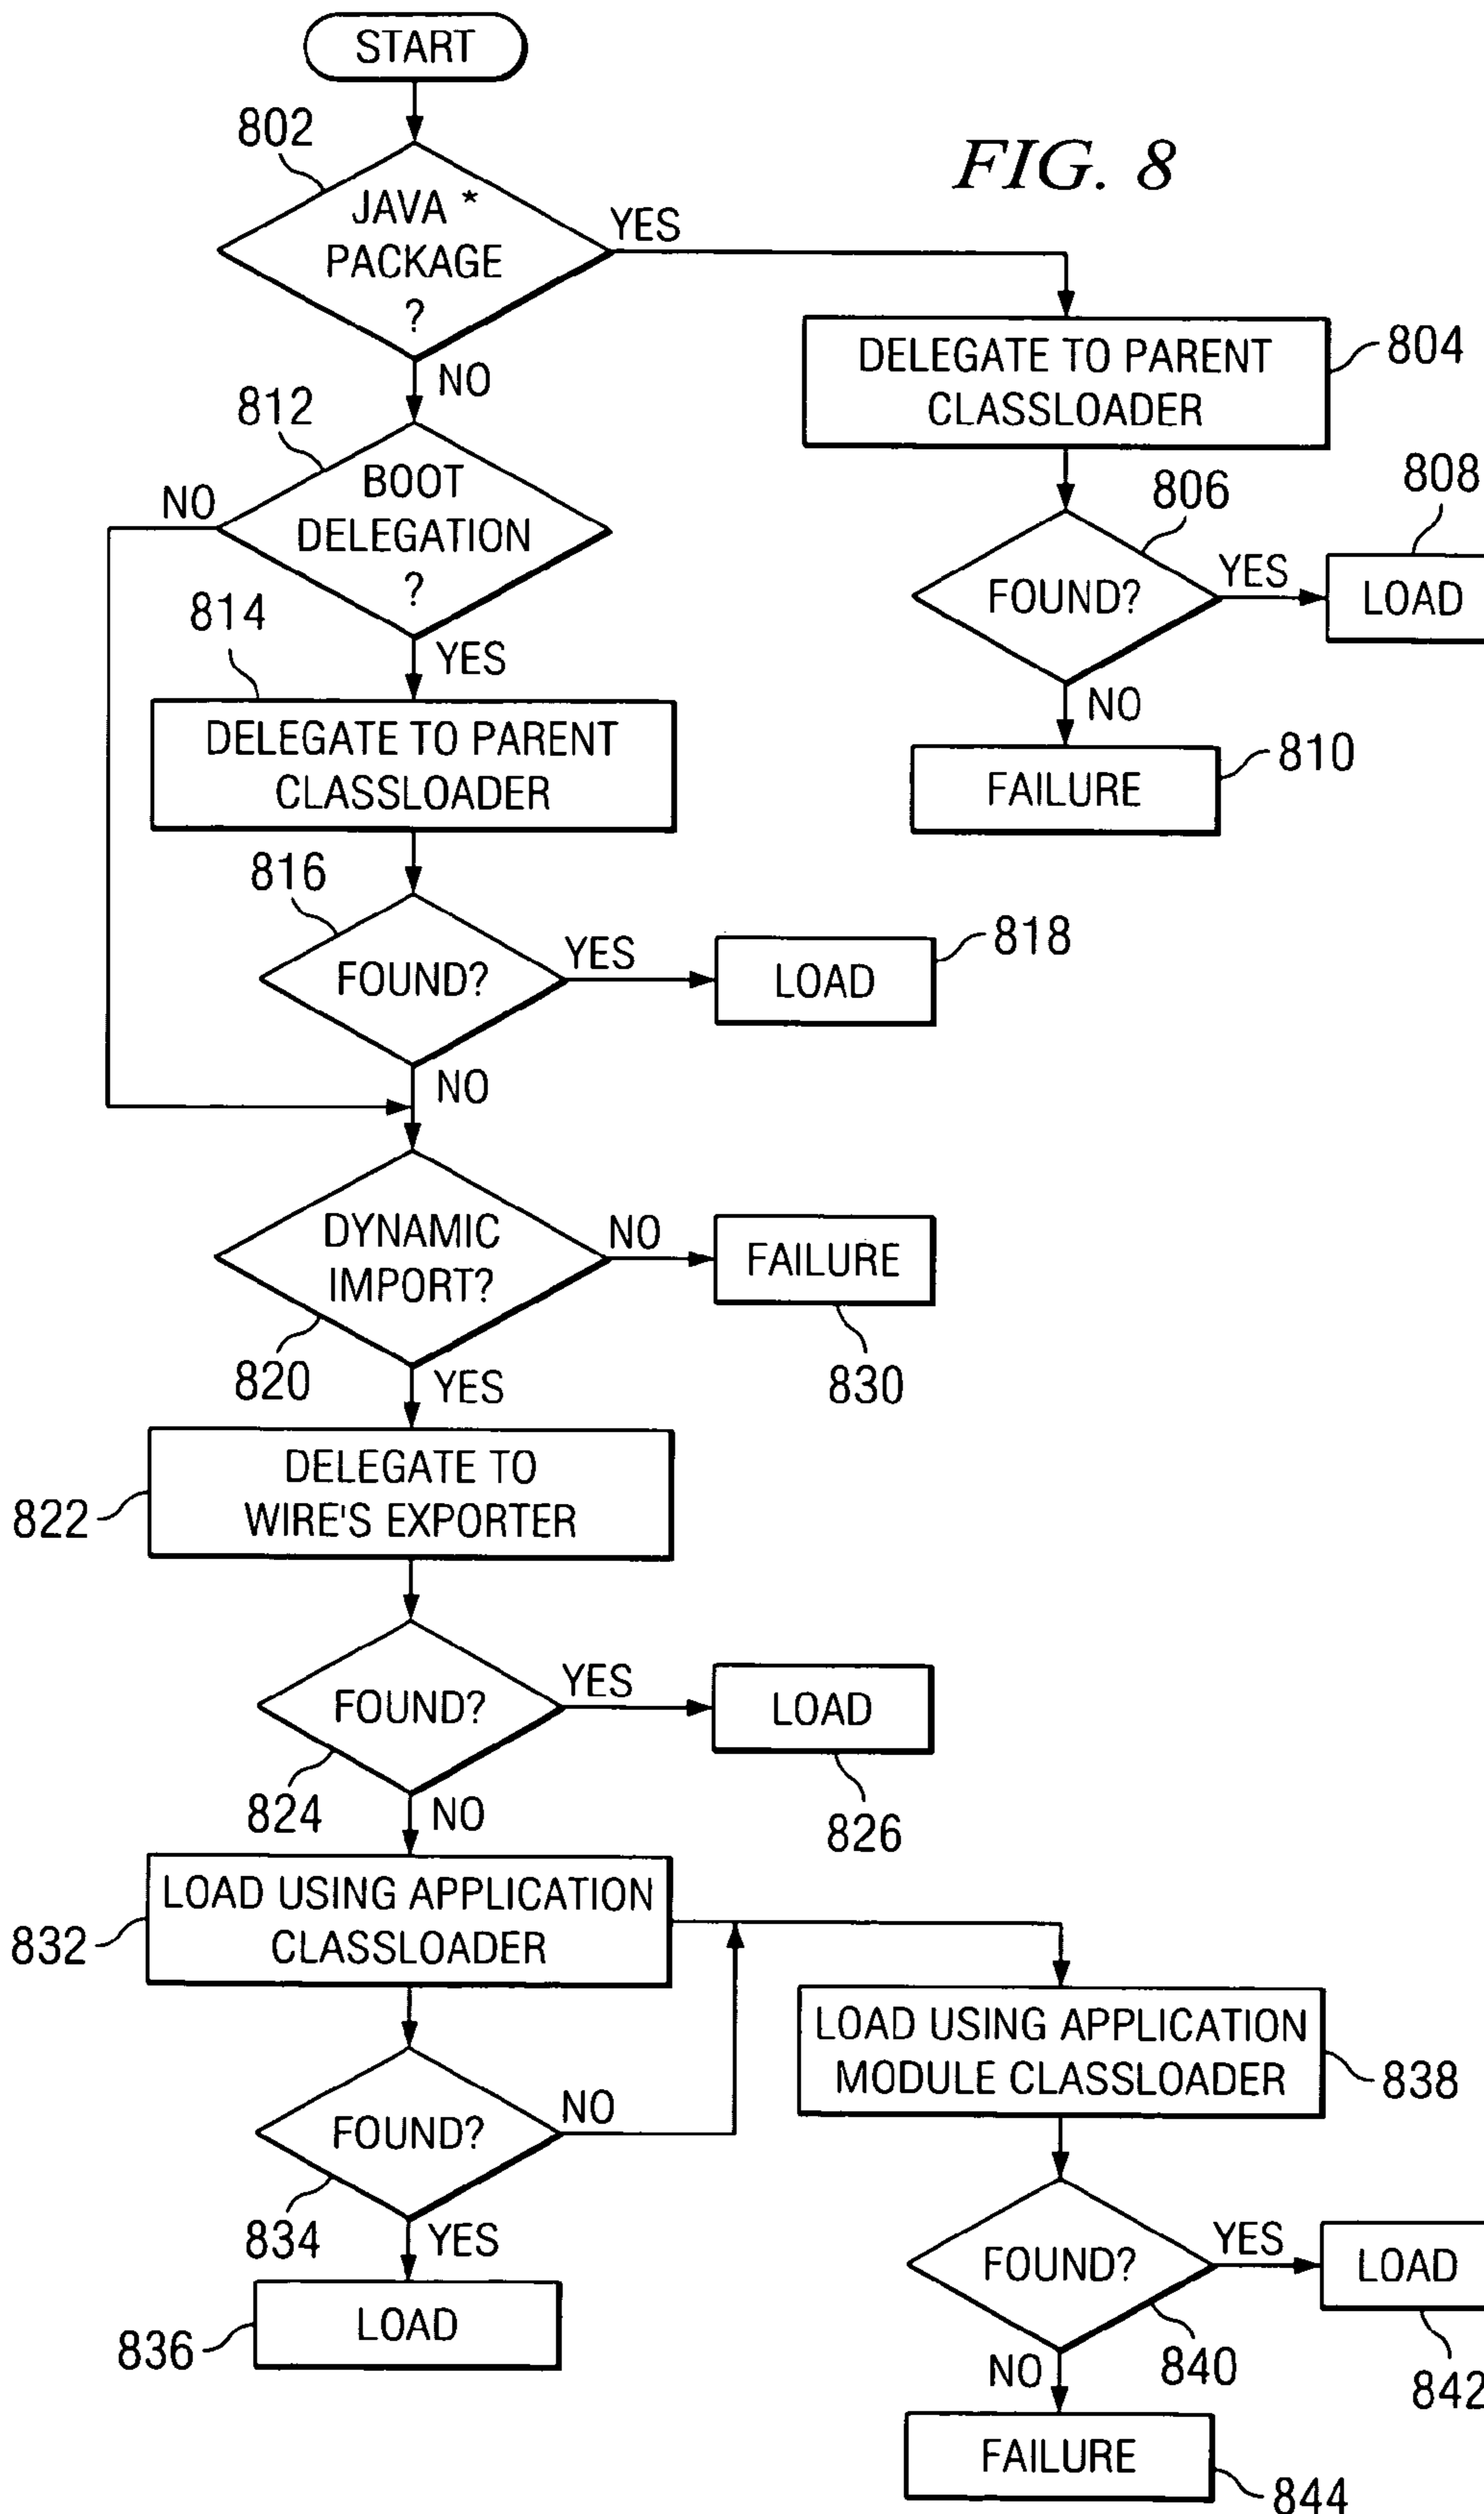 START
802
FIG. 8
JAVA *
PACKAGE
?
YES
NO
DELEGATE TO PARENT
CLASSLOADER
804
806
FOUND?
YES
808
LOAD
NO
FAILURE
810
812
BOOT
DELEGATION
?
NO
YES
814
DELEGATE TO PARENT
CLASSLOADER
816
FOUND?
YES
LOAD
818
NO
DYNAMIC
IMPORT?
820
NO
FAILURE
830
YES
DELEGATE TO
WIRE'S EXPORTER
822
FOUND?
824
YES
LOAD
826
NO
LOAD USING APPLICATION
CLASSLOADER
832
FOUND?
834
NO
YES
LOAD
836
LOAD USING APPLICATION
MODULE CLASSLOADER
838
FOUND?
840
YES
LOAD
842
NO
FAILURE
844